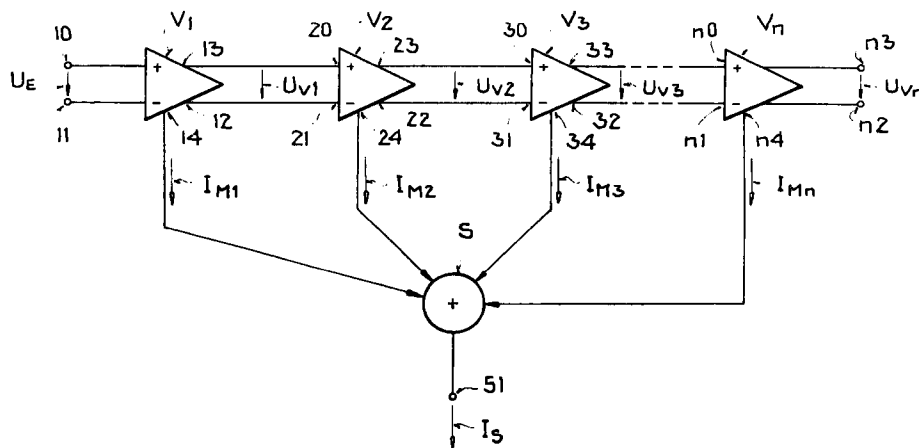 V1 V2 V3 Vn
10 13 20 23 30 33 n0 n3
+ + + +
UE Uv1 Uv2 Uv3 Uvn
- - - -
11 12 21 22 31 32 n1 n2
14 24 34 n4
IM1 IM2 IM3 IMn
S
+
S1
IS